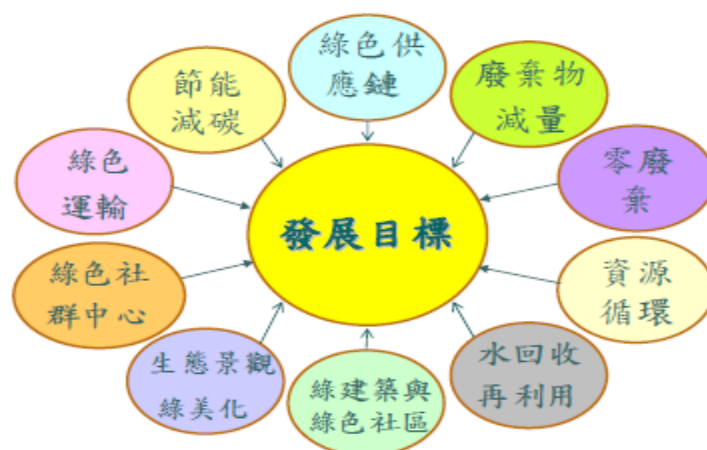 綠色供
應鏈
廢棄物
減量
零廢
棄
資源
循環
水回收
再利用
綠建築與
綠色社區
生態景觀
綠美化
綠色社
群中心
綠色
運輸
節能
減碳
發展目標